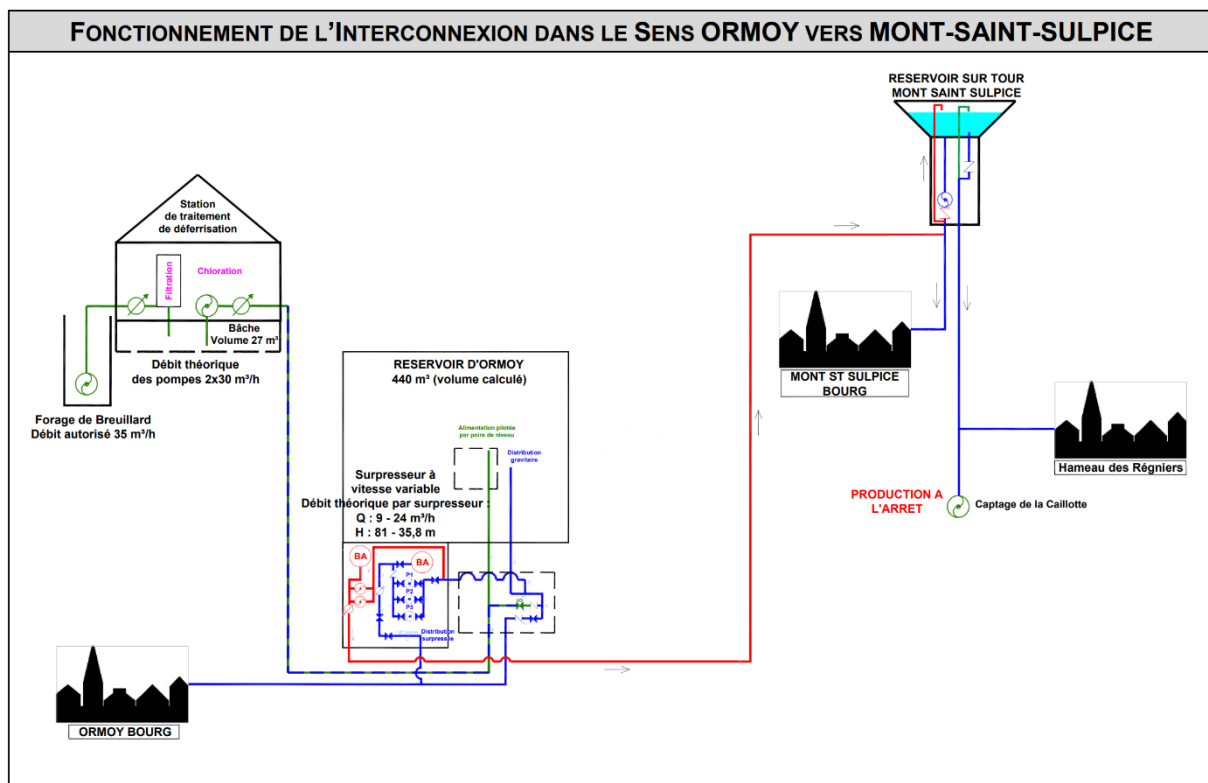 FONCTIONNEMENT DE L'INTERCONNEXION DANS LE SENS ORMOY VERS MONT-SAINT-SULPICE
RESERVOIR SUR TOUR
MONT SAINT SULPICE
Station
de traitement
de déferrisation
Filtration
Chloration
Bâche
Volume 27 m³
Débit théorique
des pompes 2x30 m³/h
Forage de Breuillard
Débit autorisé 35 m³/h
RESERVOIR D'ORMOY
440 m³ (volume calculé)
Alimentation pilotée
par poire de niveau
Distribution
gravitaire
Surpresseur à
vitesse variable
Débit théorique par surpresseur :
Q : 9 - 24 m³/h
H : 81 - 35,8 m
BA
BA
P1
P2
P3
Distribution
surpressée
MONT ST SULPICE
BOURG
Hameau des Régniers
PRODUCTION A
L'ARRET
Captage de la Caillotte
ORMOY BOURG